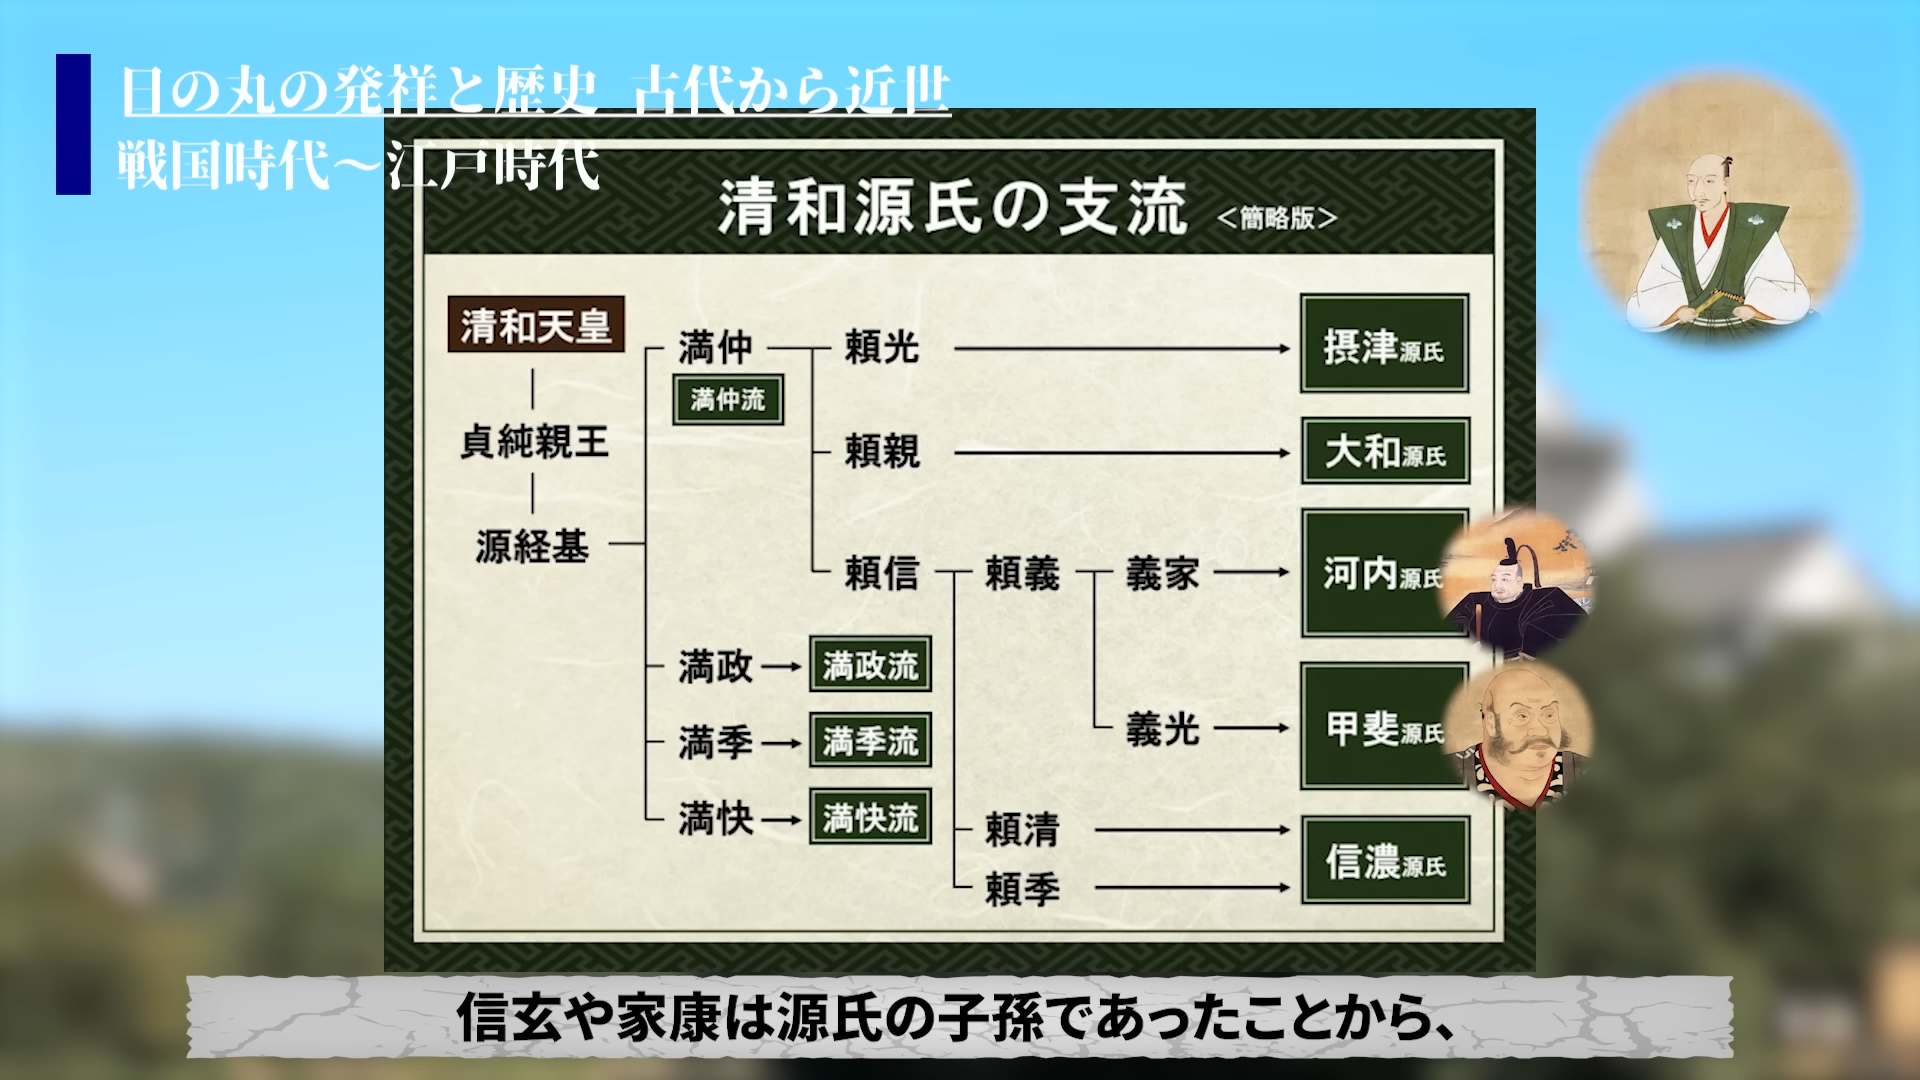 日の丸の発祥と歴史 古代から近世
戦国時代～江戸時代
清和源氏の支流 ＜簡略版＞
清和天皇
貞純親王
源経基
満仲
満仲流
頼光
摂津源氏
頼親
大和源氏
頼信
頼義
義家
河内源氏
義光
甲斐源氏
頼清
頼季
信濃源氏
満政
満政流
満季
満季流
満快
満快流
信玄や家康は源氏の子孫であったことから、